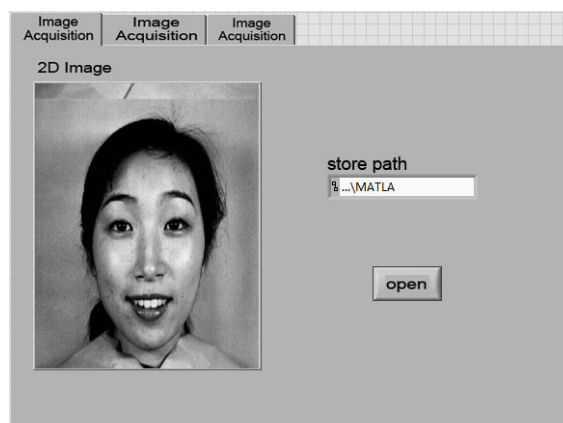 Image
Acquisition
Image
Acquisition
Image
Acquisition
2D Image
store path
...\MATLA
open